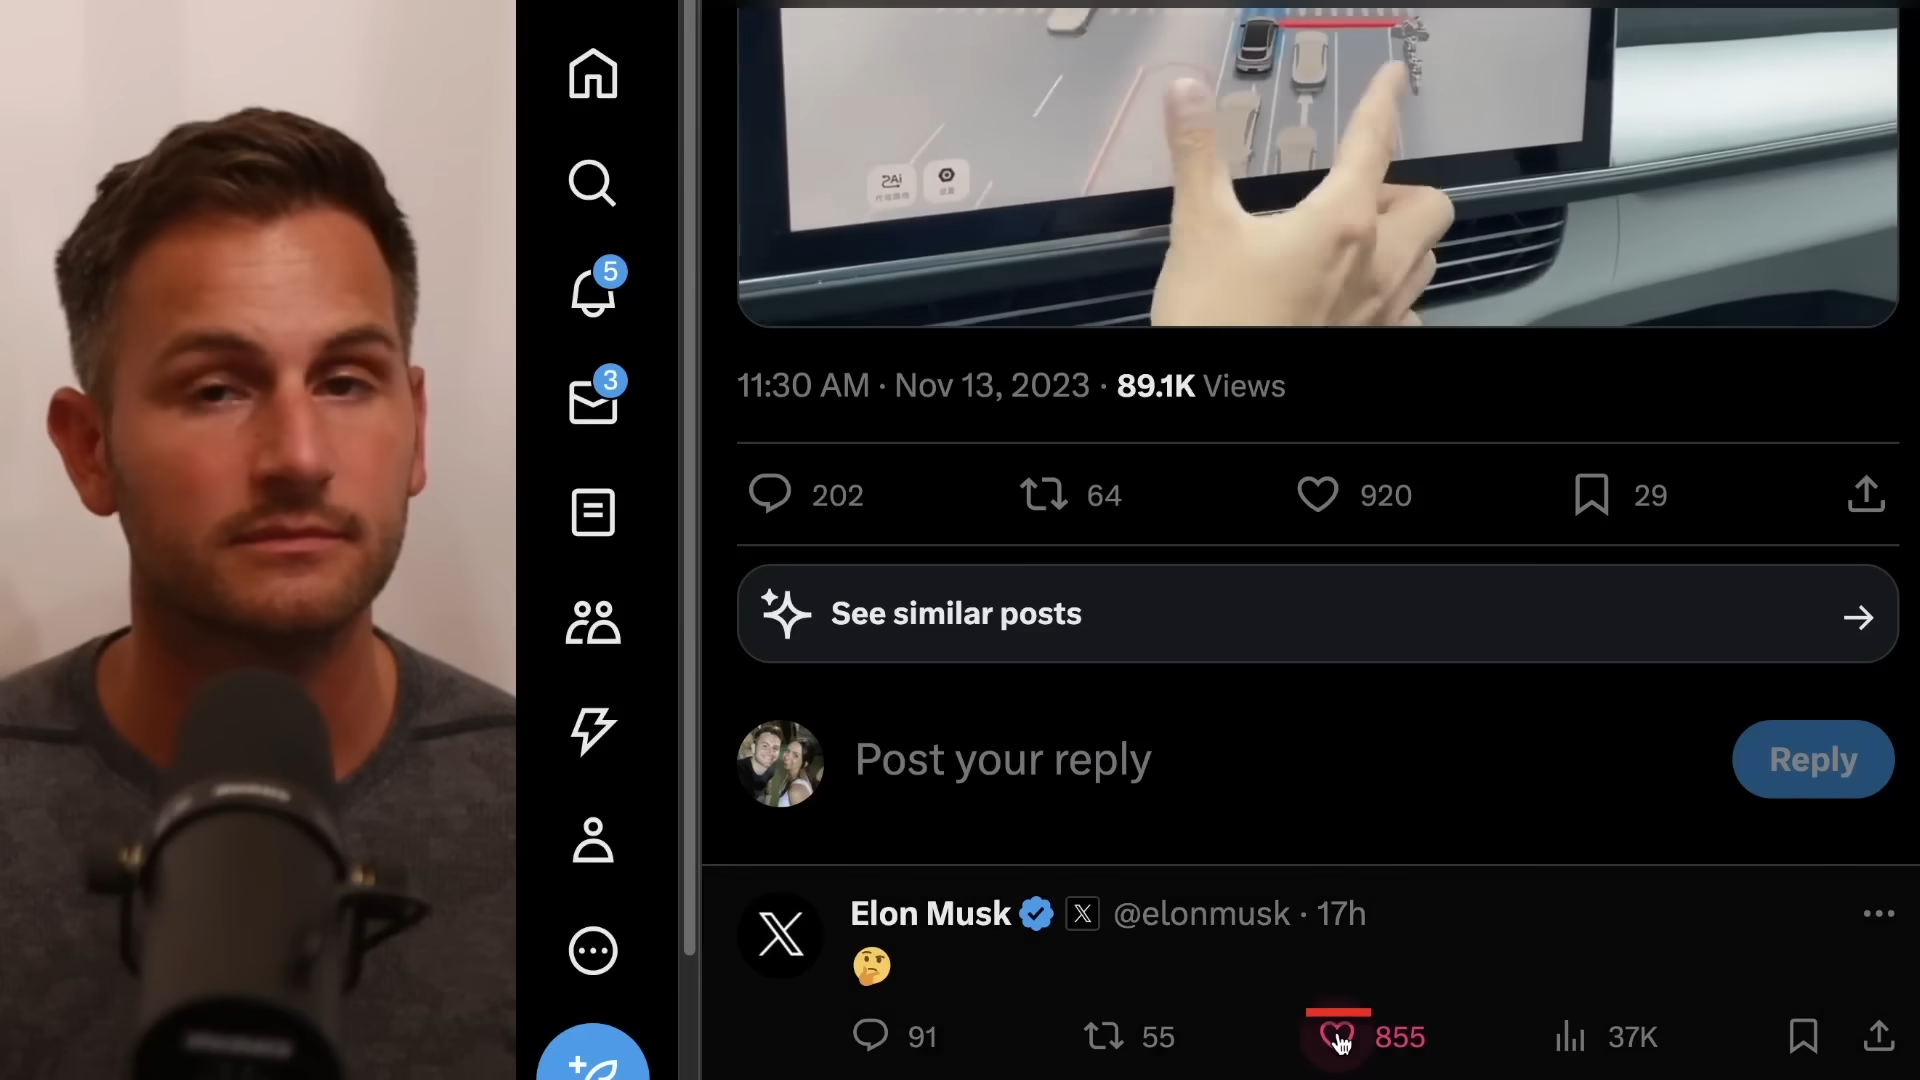 5
3
2Ai
11:30 AM · Nov 13, 2023 · 89.1K Views
202 64 920 29
See similar posts
Post your reply
Reply
Elon Musk @elonmusk · 17h
91 55 855 37K